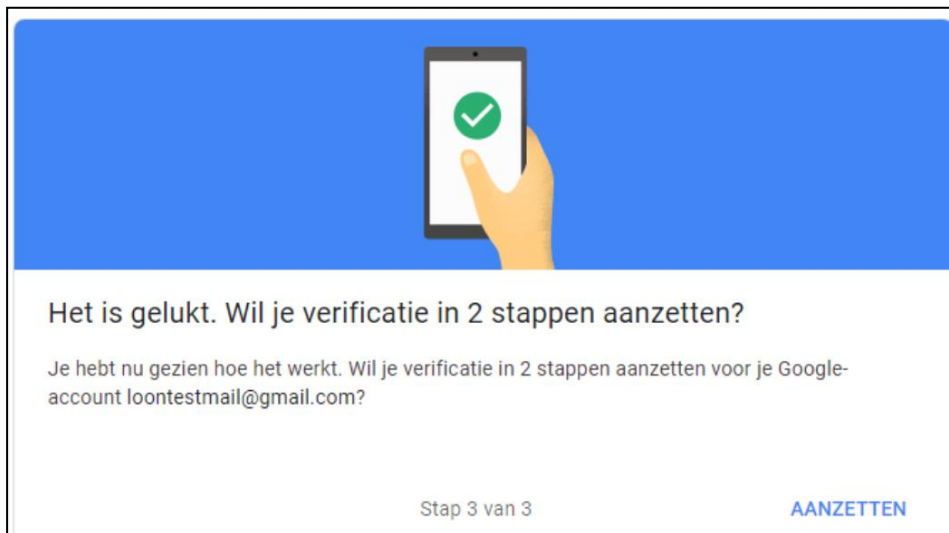 Het is gelukt. Wil je verificatie in 2 stappen aanzetten?
Je hebt nu gezien hoe het werkt. Wil je verificatie in 2 stappen aanzetten voor je Google-
account loontestmail@gmail.com?
Stap 3 van 3
AANZETTEN